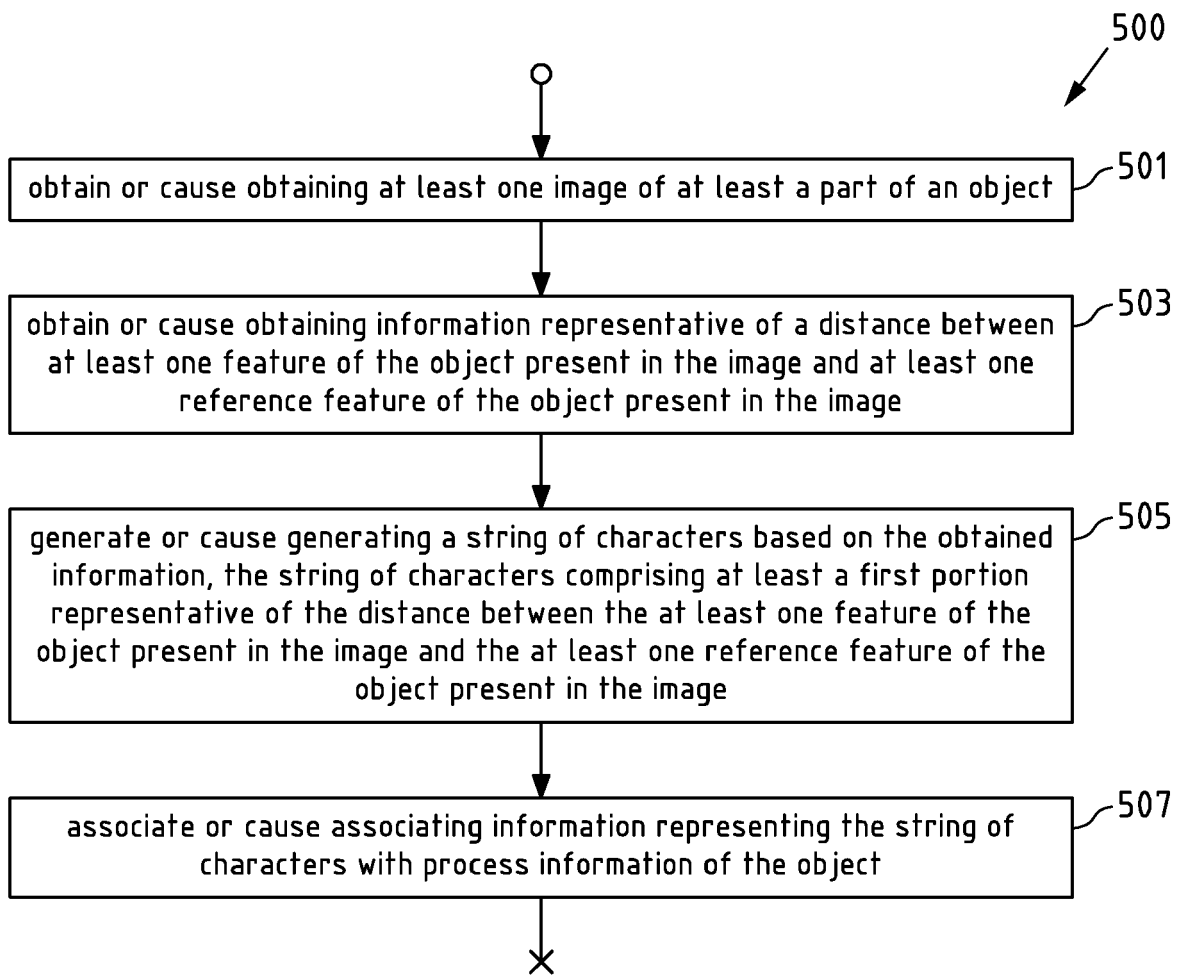 500
obtain or cause obtaining at least one image of at least a part of an object
501
obtain or cause obtaining information representative of a distance between
at least one feature of the object present in the image and at least one
reference feature of the object present in the image
503
generate or cause generating a string of characters based on the obtained
information, the string of characters comprising at least a first portion
representative of the distance between the at least one feature of the
object present in the image and the at least one reference feature of the
object present in the image
505
associate or cause associating information representing the string of
characters with process information of the object
507